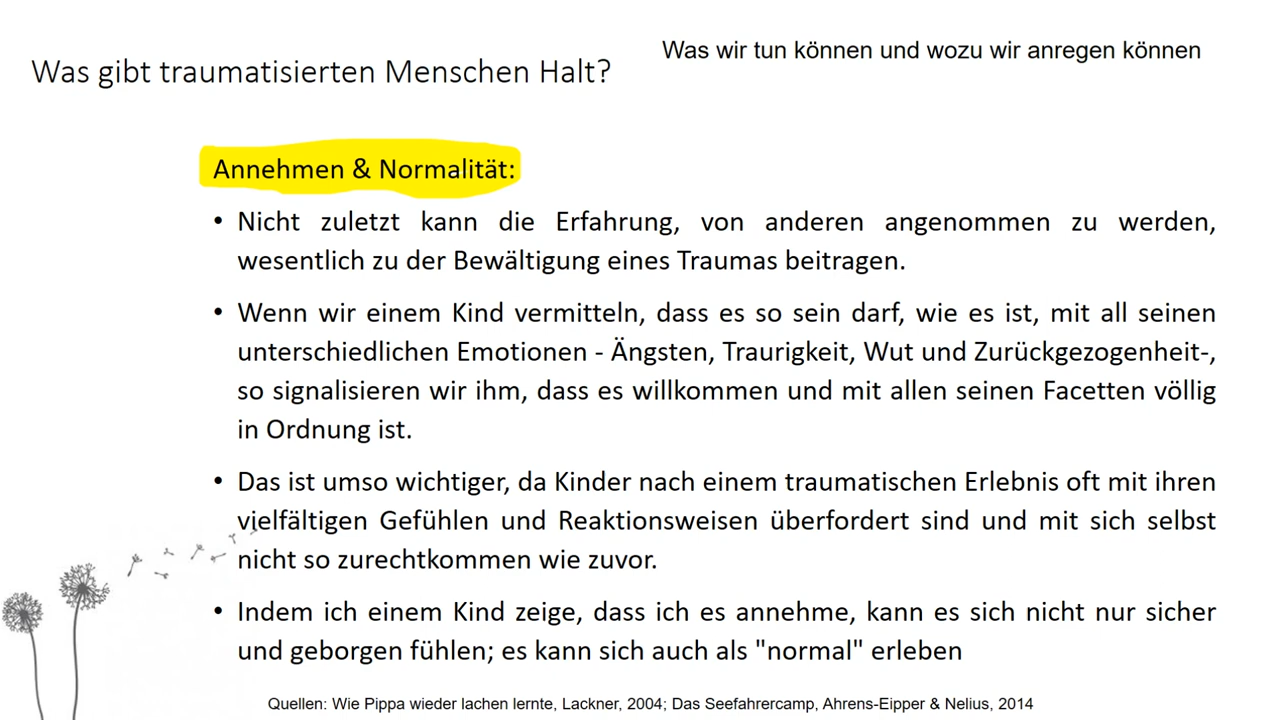 Was wir tun können und wozu wir anregen können
Was gibt traumatisierten Menschen Halt?
Annehmen & Normalität:
• Nicht zuletzt kann die Erfahrung, von anderen angenommen zu werden,
wesentlich zu der Bewältigung eines Traumas beitragen.
• Wenn wir einem Kind vermitteln, dass es so sein darf, wie es ist, mit all seinen
unterschiedlichen Emotionen - Ängsten, Traurigkeit, Wut und Zurückgezogenheit-,
so signalisieren wir ihm, dass es willkommen und mit allen seinen Facetten völlig
in Ordnung ist.
• Das ist umso wichtiger, da Kinder nach einem traumatischen Erlebnis oft mit ihren
vielfältigen Gefühlen und Reaktionsweisen überfordert sind und mit sich selbst
nicht so zurechtkommen wie zuvor.
• Indem ich einem Kind zeige, dass ich es annehme, kann es sich nicht nur sicher
und geborgen fühlen; es kann sich auch als "normal" erleben
Quellen: Wie Pippa wieder lachen lernte, Lackner, 2004; Das Seefahrercamp, Ahrens-Eipper & Nelius, 2014